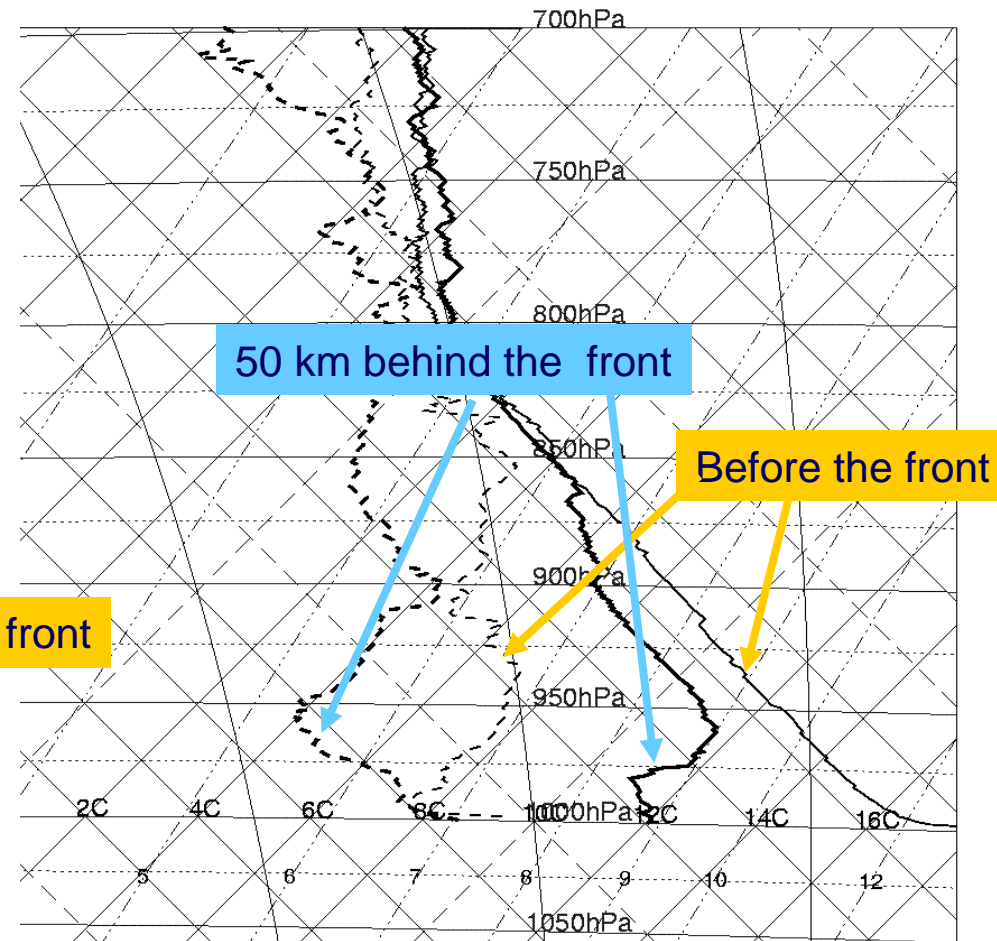 700hPa
750hPa
800hPa
50 km behind the front
850hPa
Before the front
900hPa
front
950hPa
2C 4C 6C 8C 10C 1000hPa 12C 14C 16C
5 6 7 8 9 10 12
1050hPa